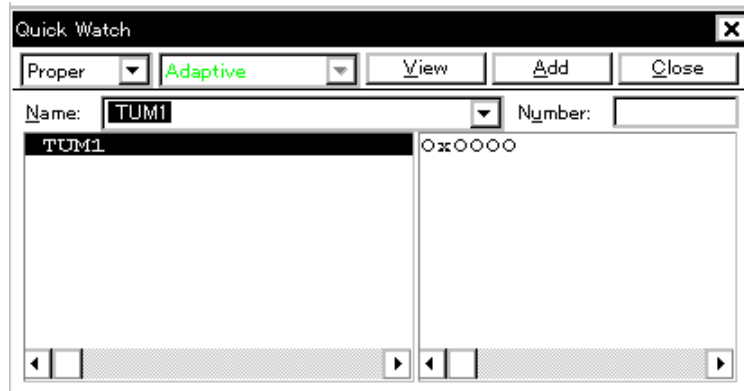 Quick Watch
Proper Adaptive View Add Close
Name: TUM1 Number:
TUM1 0x0000